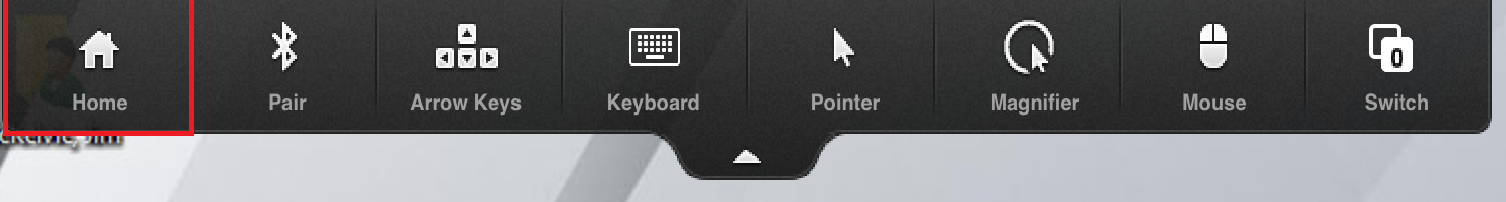 Home
Pair
Arrow Keys
Keyboard
Pointer
Magnifier
Mouse
0
Switch